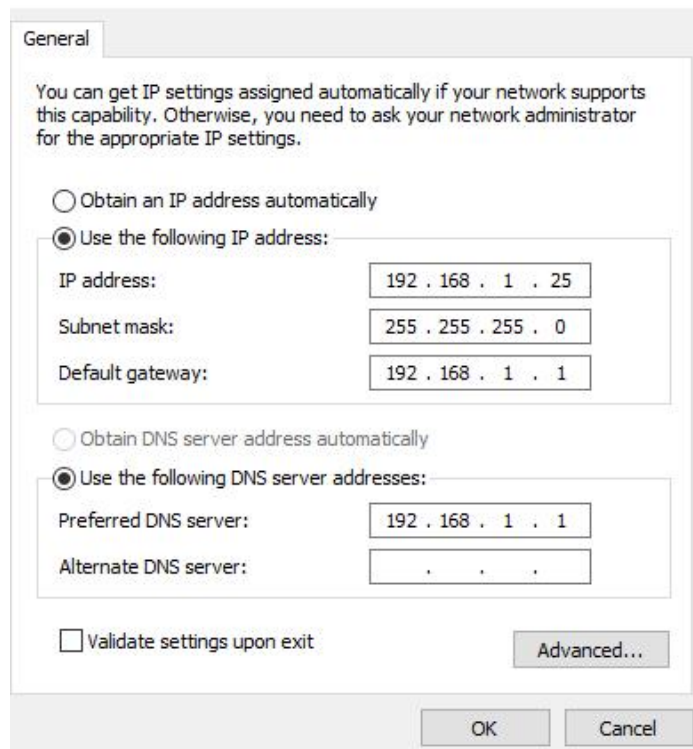 General
You can get IP settings assigned automatically if your network supports
this capability. Otherwise, you need to ask your network administrator
for the appropriate IP settings.
Obtain an IP address automatically
Use the following IP address:
IP address: 192 . 168 . 1 . 25
Subnet mask: 255 . 255 . 255 . 0
Default gateway: 192 . 168 . 1 . 1
Obtain DNS server address automatically
Use the following DNS server addresses:
Preferred DNS server: 192 . 168 . 1 . 1
Alternate DNS server: . . .
Validate settings upon exit
Advanced...
OK Cancel